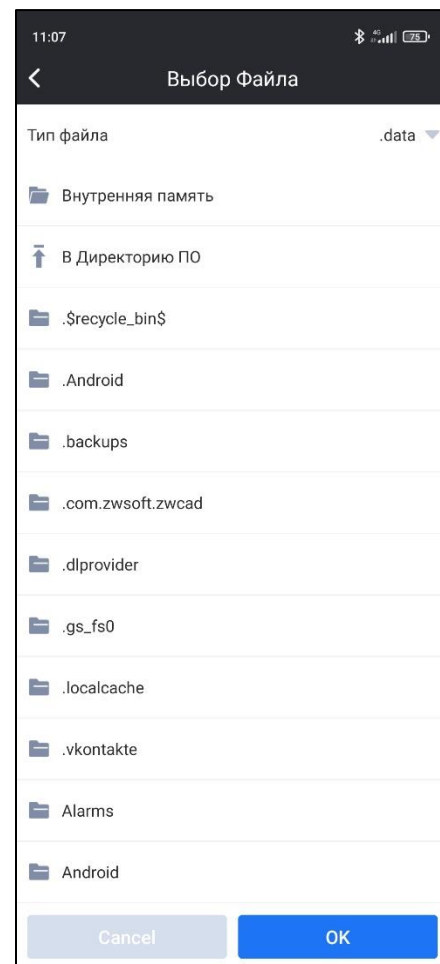 11:07
4G
75
Выбор Файла
Тип файла .data
Внутренняя память
В Директорию ПО
.$recycle_bin$
.Android
.backups
.com.zwsoft.zwcad
.dlprovider
.gs_fs0
.localcache
.vkontakte
Alarms
Android
Cancel OK